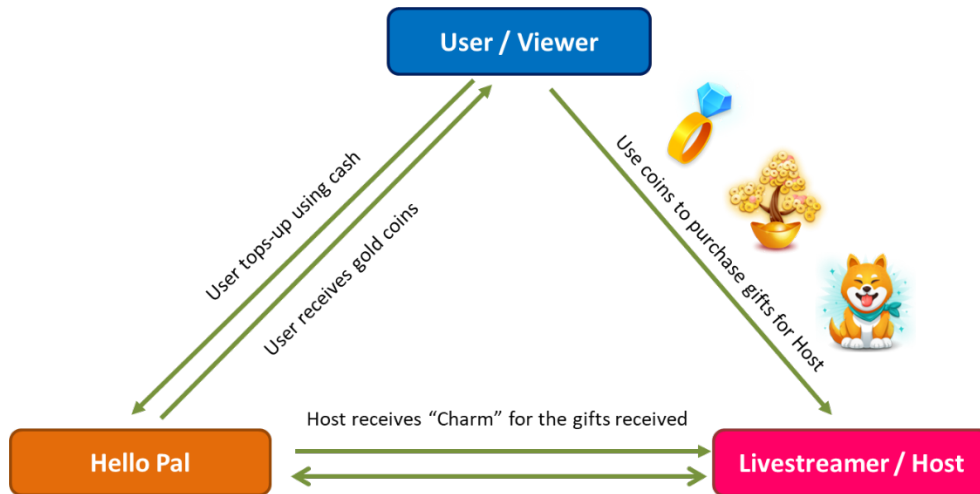 User / Viewer
User tops-up using cash
User receives gold coins
Use coins to purchase gifts for Host
Host receives “Charm” for the gifts received
Hello Pal
Livestreamer / Host